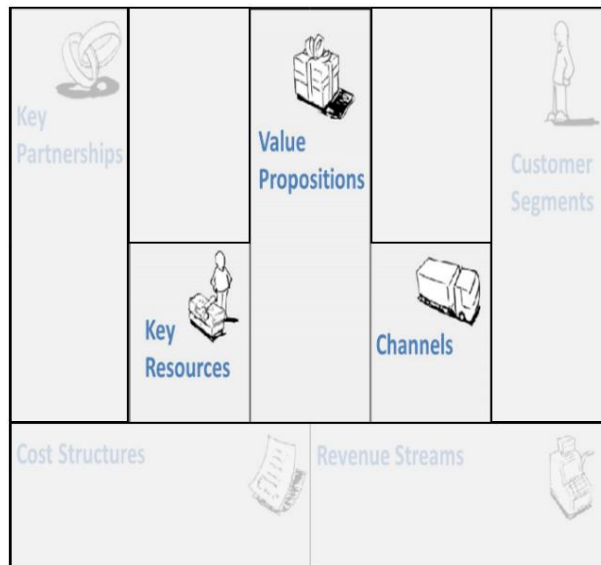 Key
Partnerships
Value
Propositions
Customer
Segments
Key
Resources
Channels
Cost Structures
Revenue Streams